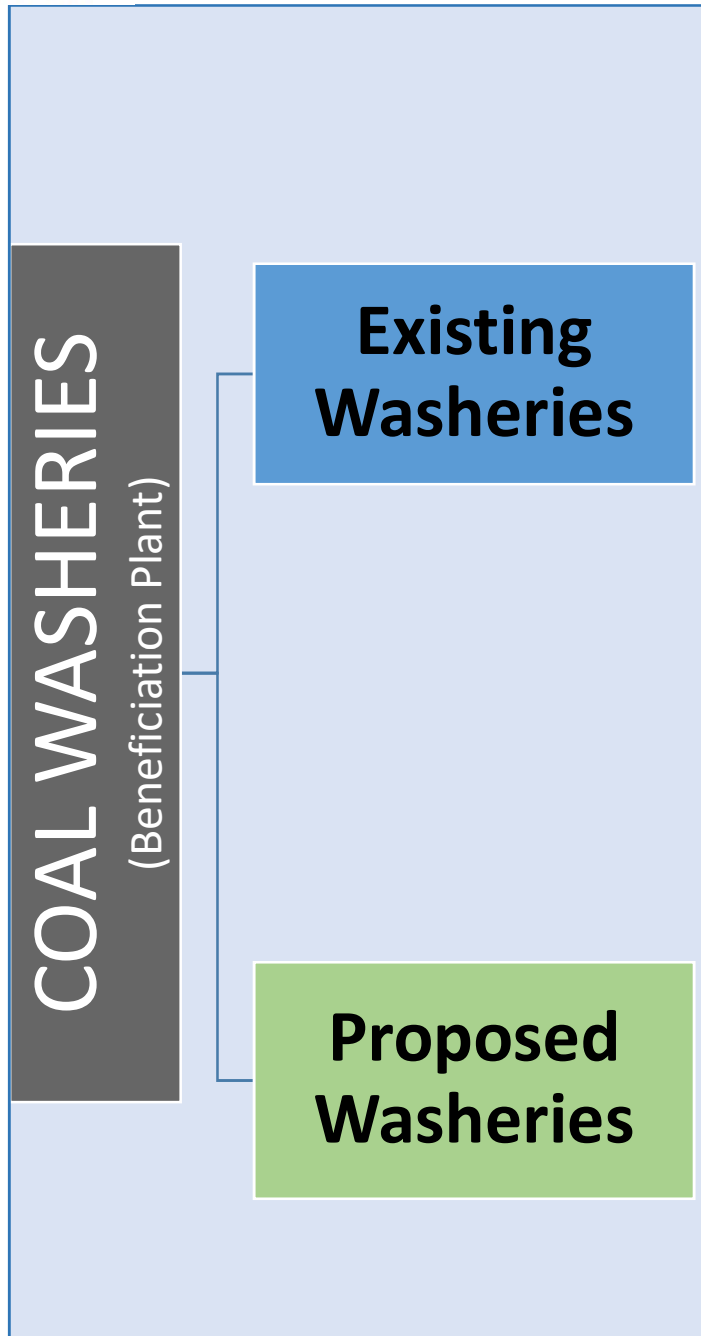 COAL WASHERIES
(Beneficiation Plant)
Existing
Washeries
Proposed
Washeries